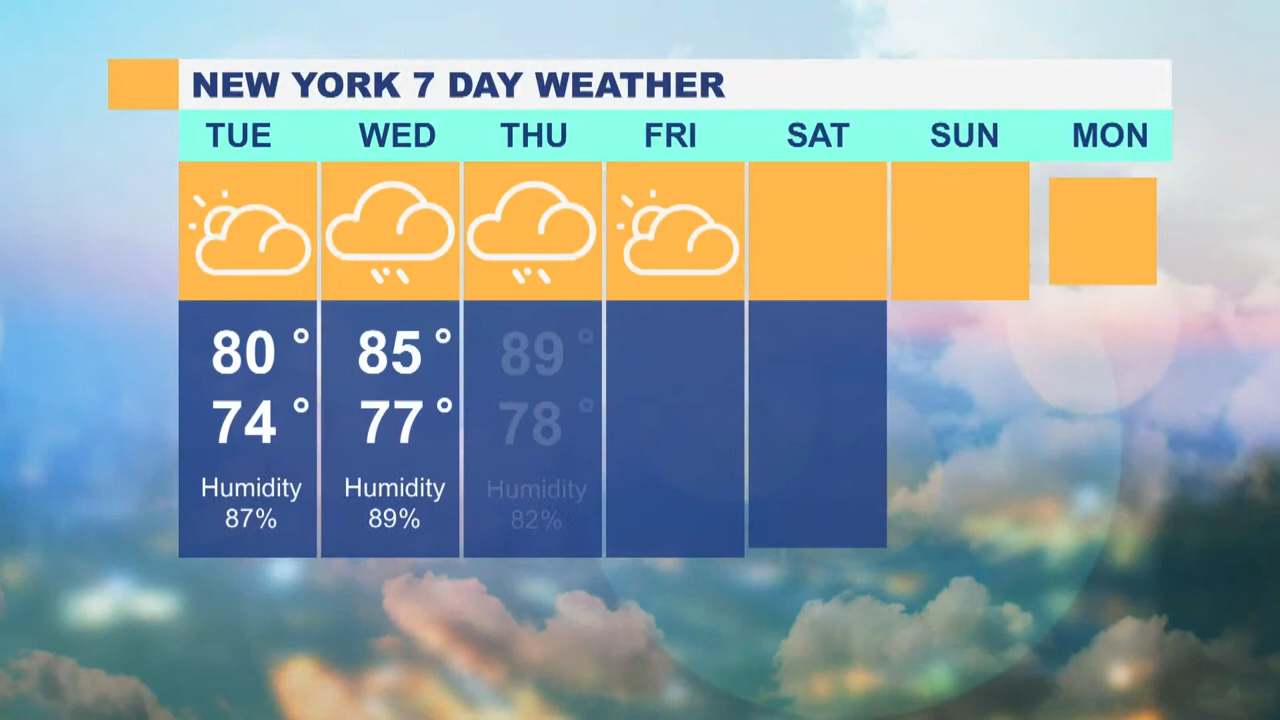 NEW YORK 7 DAY WEATHER
TUE WED THU FRI SAT SUN MON
80° 85° 89°
74° 77° 78°
Humidity Humidity Humidity
87% 89% 82%